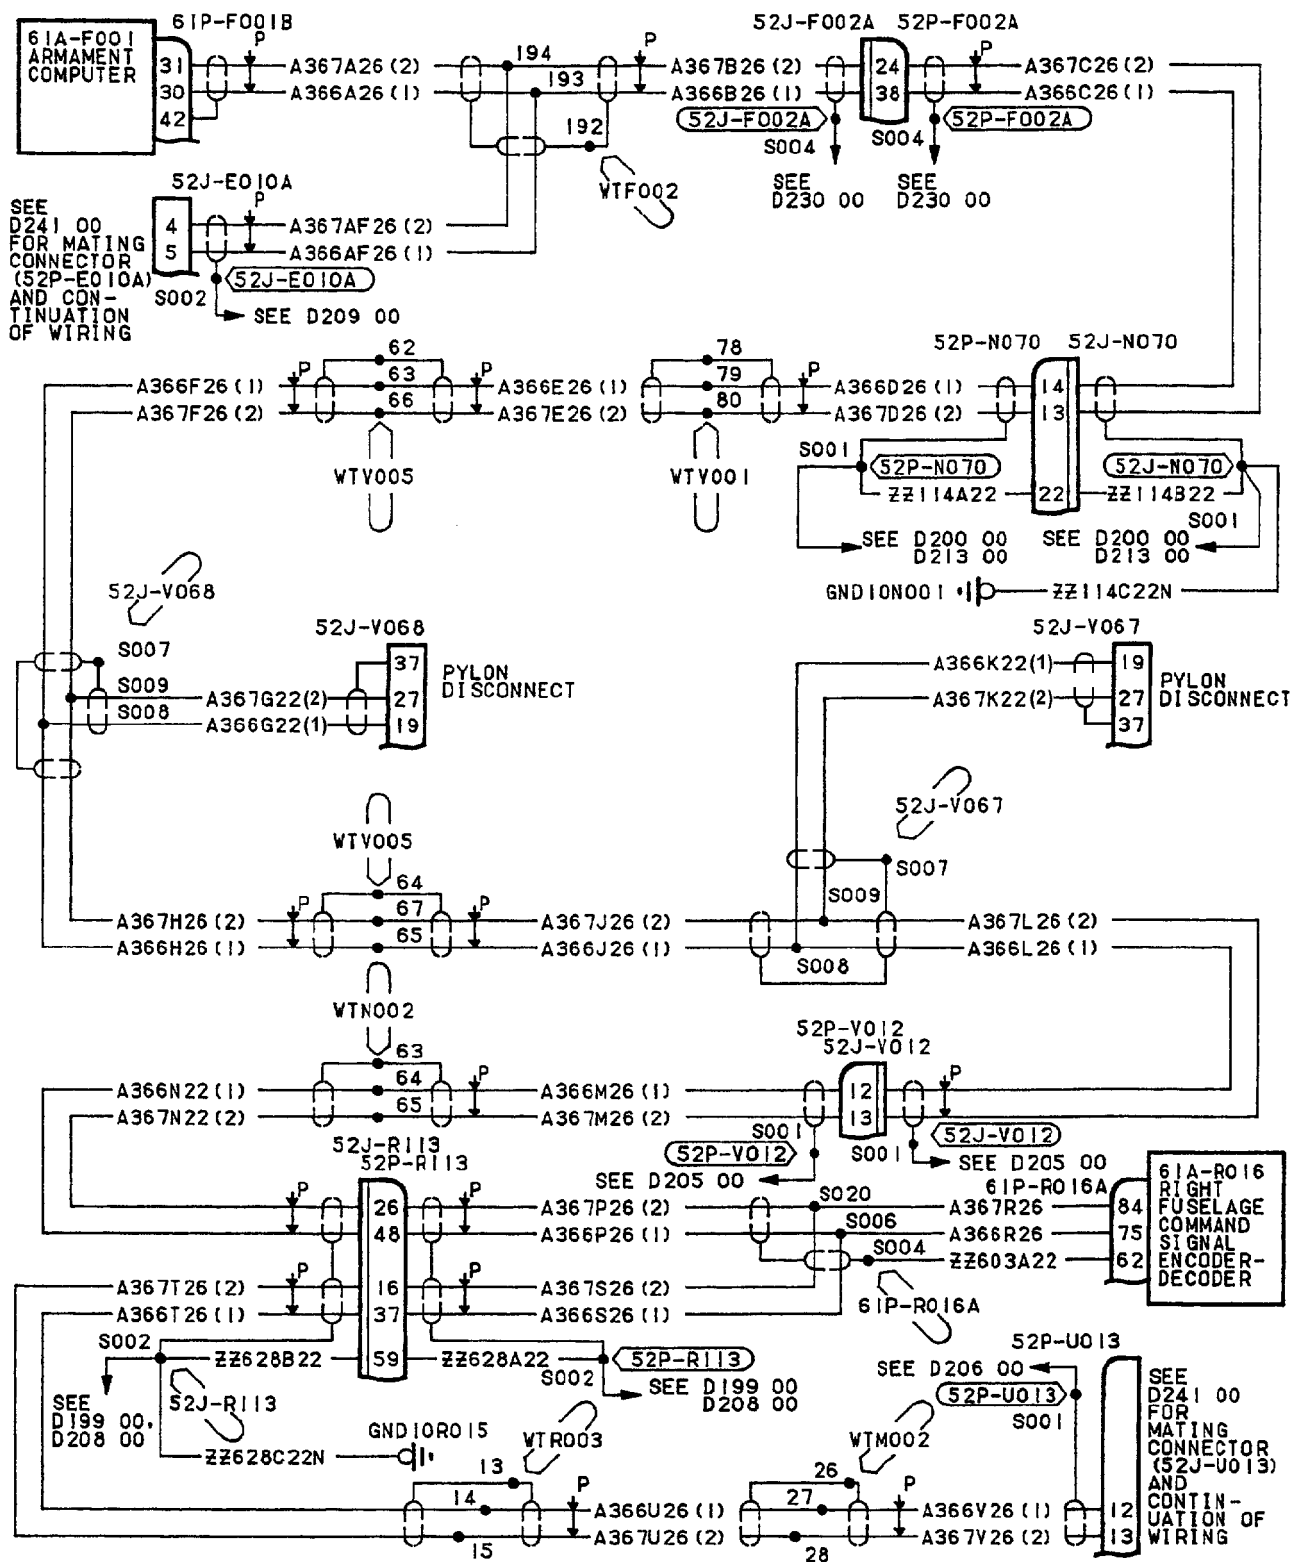 61P-F001B
52J-F002A 52P-F002A
61A-F001
ARMAMENT
COMPUTER
31
30
42
P
A367A26(2)
A366A26(1)
194
193
192
P
A367B26(2)
A366B26(1)
24
38
P
A367C26(2)
A366C26(1)
52J-F002A
52P-F002A
S004
S004
SEE
D230 00
SEE
D230 00
WTF002
52J-E010A
P
4
5
A367AF26(2)
A366AF26(1)
52J-E010A
S002
SEE D209 00
SEE
D241 00
FOR MATING
CONNECTOR
(52P-E010A)
AND CON-
TINUATION
OF WIRING
52P-N070 52J-N070
62
63
66
78
79
80
P
P
P
A366F26(1)
A367F26(2)
A366E26(1)
A367E26(2)
A366D26(1)
A367D26(2)
14
13
22
WTV005
WTV001
S001
52P-N070
52J-N070
ZZ114A22
ZZ114B22
S001
SEE D200 00
D213 00
SEE D200 00
D213 00
GND10N001
ZZ114C22N
52J-V068
S007
S009
S008
52J-V068
A367G22(2)
A366G22(1)
37
27
19
PYLON
DISCONNECT
52J-V067
A366K22(1)
A367K22(2)
19
27
37
PYLON
DISCONNECT
52J-V067
S007
S009
S008
WTV005
64
67
65
P
P
A367H26(2)
A366H26(1)
A367J26(2)
A366J26(1)
A367L26(2)
A366L26(1)
WTN002
63
64
65
P
A366N22(1)
A367N22(2)
A366M26(1)
A367M26(2)
52P-V012
52J-V012
12
13
P
S001
52P-V012
SEE D205 00
S001
52J-V012
SEE D205 00
52J-R113
52P-R113
P
P
26
48
A367P26(2)
A366P26(1)
S020
S006
S004
61P-R016A
A367R26
A366R26
ZZ603A22
84
75
62
61A-R016
RIGHT
FUSELAGE
COMMAND
SIGNAL
ENCODER-
DECODER
61P-R016A
A367T26(2)
A366T26(1)
P
P
16
37
A367S26(2)
A366S26(1)
S002
ZZ628B22
59
ZZ628A22
S002
52P-R113
SEE
D199 00,
D208 00
52J-R113
SEE D199 00
D208 00
GND10R015
ZZ628C22N
WTR003
13
14
15
P
A366U26(1)
A367U26(2)
WTM002
26
27
28
P
A366V26(1)
A367V26(2)
52P-U013
SEE D206 00
52P-U013
S001
12
13
SEE
D241 00
FOR
MATING
CONNECTOR
(52J-U013)
AND
CONTIN-
UATION OF
WIRING